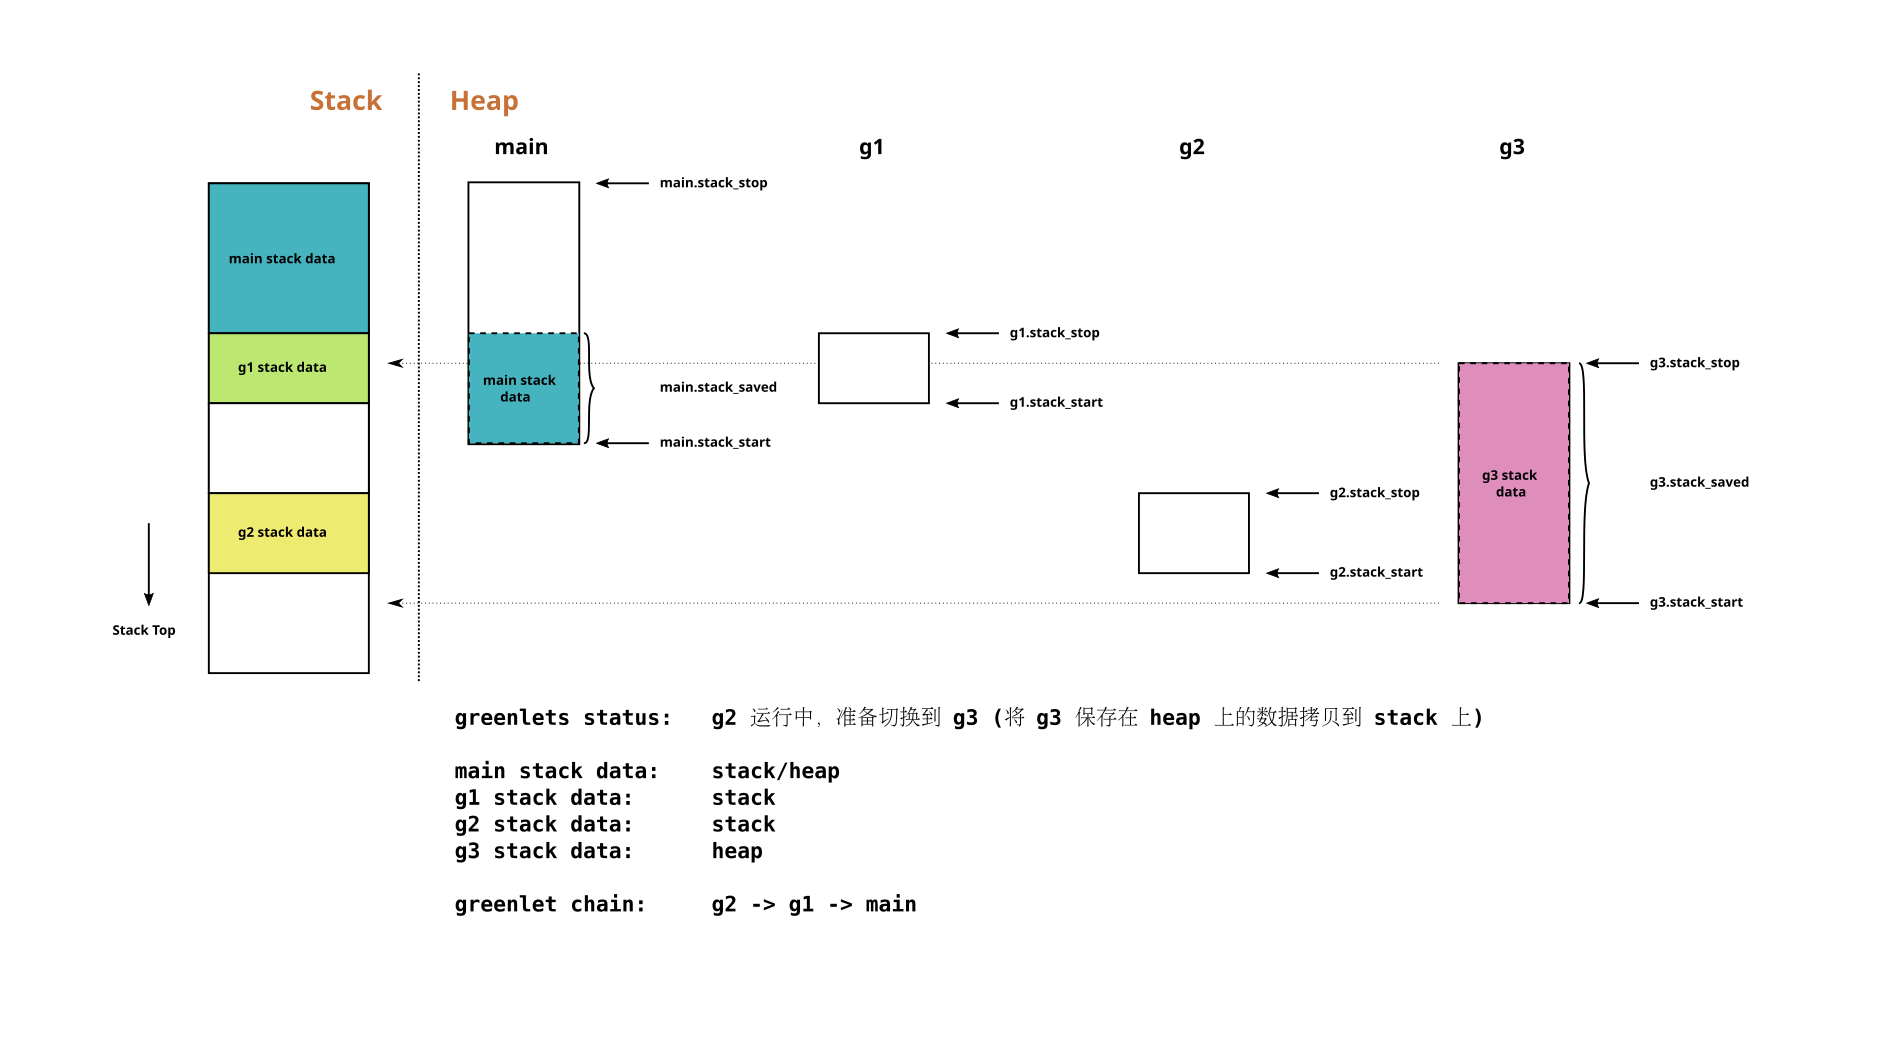 Stack
Heap
main
g1
g2
g3
main.stack_stop
main stack data
g1.stack_stop
g1 stack data
g3.stack_stop
main stack
data
main.stack_saved
g1.stack_start
main.stack_start
g3 stack
data
g3.stack_saved
g2.stack_stop
g2 stack data
g2.stack_start
g3.stack_start
Stack Top
greenlets status: g2 运行中, 准备切换到 g3 (将 g3 保存在 heap 上的数据拷贝到 stack 上)
main stack data: stack/heap
g1 stack data: stack
g2 stack data: stack
g3 stack data: heap
greenlet chain: g2 -> g1 -> main